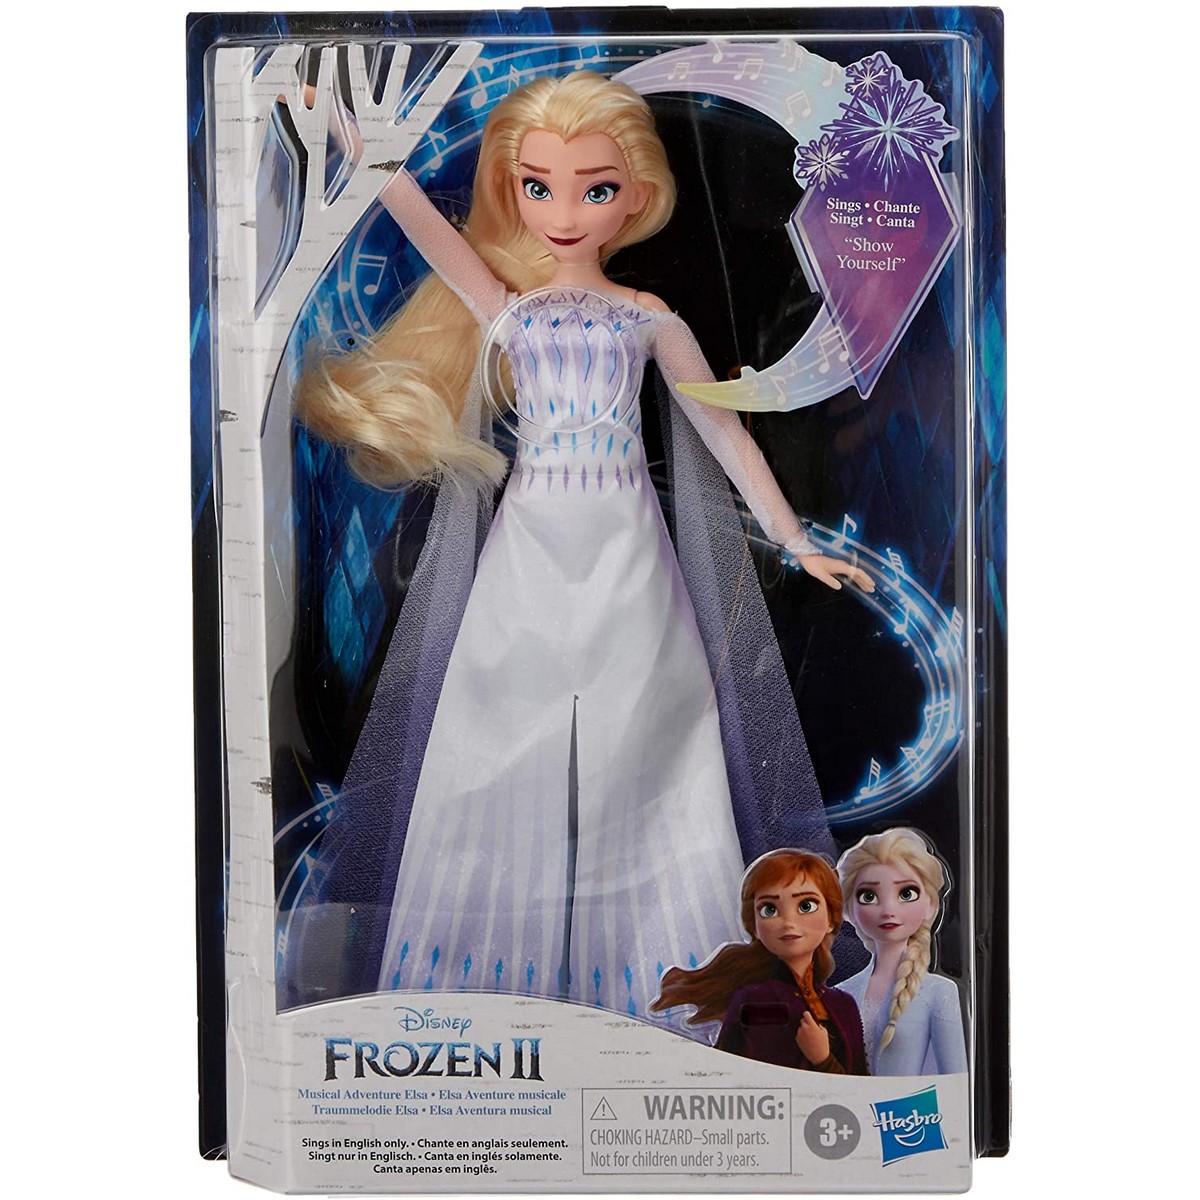 Sings • Chante
Singt • Canta
“Show
Yourself”
Disney
FROZEN II
Musical Adventure Elsa • Elsa Aventure musicale
Traummelodie Elsa • Elsa Aventura musical
Sings in English only. • Chante en anglais seulement.
Singt nur in Englisch. • Canta en inglés solamente.
Canta apenas em inglês.
WARNING:
CHOKING HAZARD–Small parts.
Not for children under 3 years.
3+
Hasbro